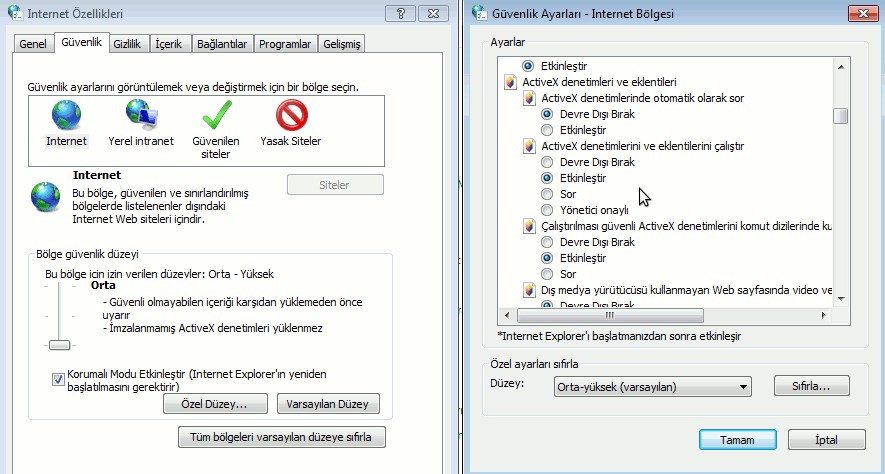 Internet Özellikleri
Genel
Güvenlik
Gizlilik
İçerik
Bağlantılar
Programlar
Gelişmiş
Güvenlik ayarlarını görüntülemek veya değiştirmek için bir bölge seçin.
Internet
Yerel intranet
Güvenilen
siteler
Yasak Siteler
Internet
Siteler
Bu bölge, güvenilen ve sınırlandırılmış
bölgelerde listelenenler dışındaki
Internet Web siteleri içindir.
Bölge güvenlik düzeyi
Bu bölge için izin verilen düzevler: Orta - Yüksek
Orta
- Güvenli olmayabilen içeriği karşıdan yüklemeden önce
uyarır
- İmzalanmamış ActiveX denetimleri yüklenmez
Korumalı Modu Etkinleştir (Internet Explorer'ın yeniden
başlatılmasını gerektirir)
Özel Düzey...
Varsayılan Düzey
Tüm bölgeleri varsayılan düzeye sıfırla
Güvenlik Ayarları - Internet Bölgesi
Ayarlar
Etkinleştir
ActiveX denetimleri ve eklentileri
ActiveX denetimlerinde otomatik olarak sor
Devre Dışı Bırak
Etkinleştir
ActiveX denetimlerini ve eklentilerini çalıştır
Devre Dışı Bırak
Etkinleştir
Sor
Yönetici onaylı
Çalıştırılması güvenli ActiveX denetimlerini komut dizilerinde ku
Devre Dışı Bırak
Etkinleştir
Sor
Dış medya yürütücüsü kullanmayan Web sayfasında video ve
Devre Dışı Bırak
*Internet Explorer'ı başlatmanızdan sonra etkinleşir
Özel ayarları sıfırla
Düzey:
Orta-yüksek (varsayılan)
Sıfırla...
Tamam
İptal